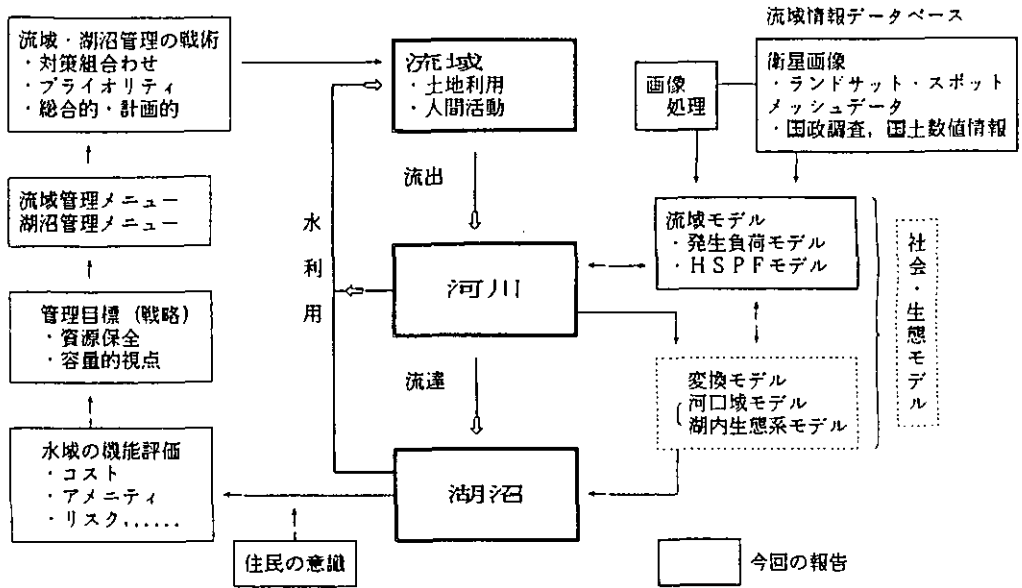 流域情報データベース
流域・湖沼管理の戦術
・対策組合わせ
・プライオリティ
・総合的・計画的
流域
・土地利用
・人間活動
画像
処理
衛星画像
・ランドサット・スポット
メッシュデータ
・国政調査，国土数値情報
流出
流域管理メニュー
湖沼管理メニュー
水利用
流域モデル
・発生負荷モデル
・ＨＳＰＦモデル
社会・生態モデル
河川
管理目標（戦略）
・資源保全
・容量的視点
流達
変換モデル
河口域モデル
湖内生態系モデル
水域の機能評価
・コスト
・アメニティ
・リスク......
湖沼
住民の意識
今回の報告